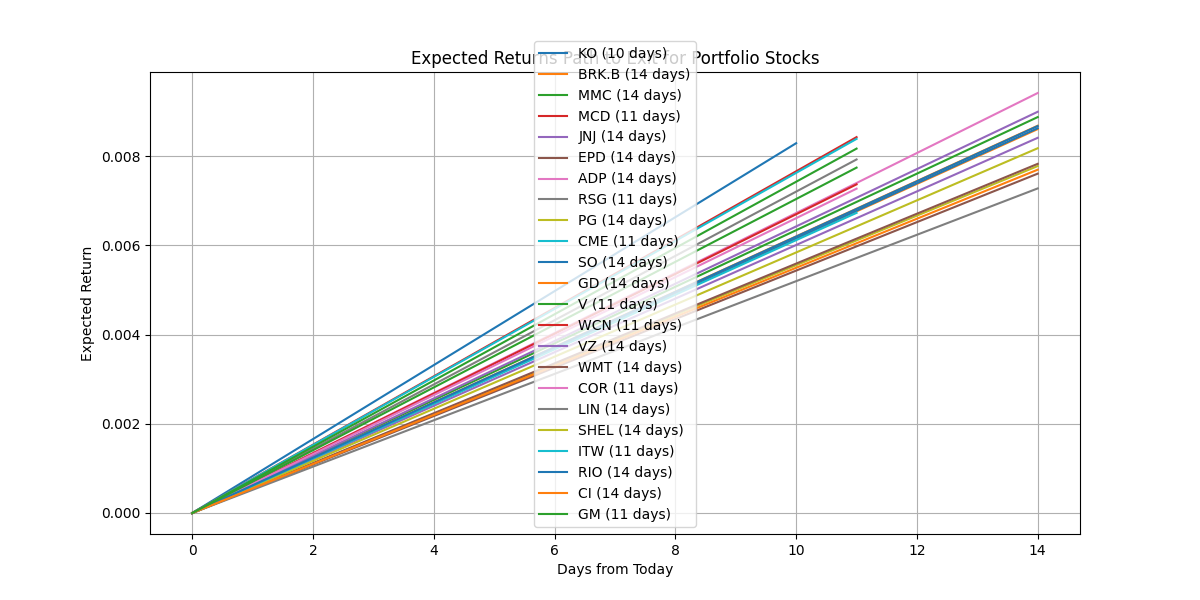 Expected Returns Path to Exit for Portfolio Stocks
KO (10 days)
BRK.B (14 days)
MMC (14 days)
MCD (11 days)
JNJ (14 days)
EPD (14 days)
ADP (14 days)
RSG (11 days)
PG (14 days)
CME (11 days)
SO (14 days)
GD (14 days)
V (11 days)
WCN (11 days)
VZ (14 days)
WMT (14 days)
COR (11 days)
LIN (14 days)
SHEL (14 days)
ITW (11 days)
RIO (14 days)
CI (14 days)
GM (11 days)
Expected Return
0.008
0.006
0.004
0.002
0.000
0 2 4 6 8 10 12 14
Days from Today